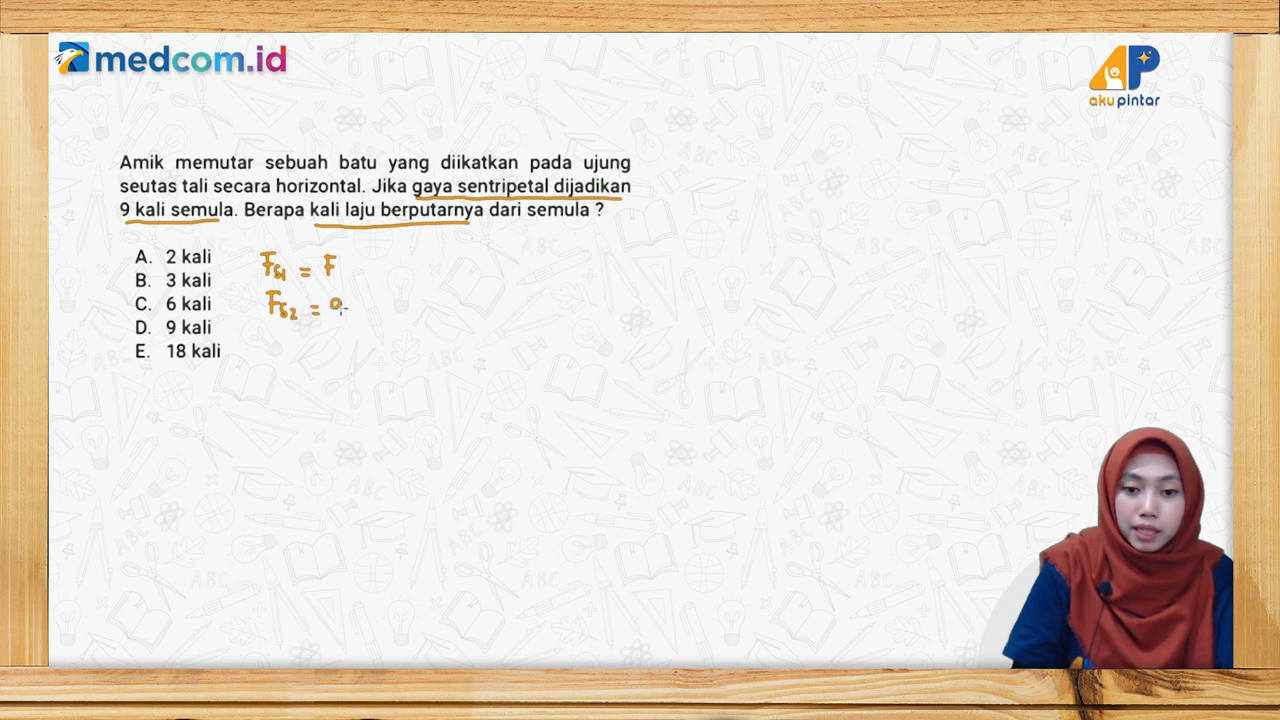 medcom.id
AP
aku pintar
Amik memutar sebuah batu yang diikatkan pada ujung
seutas tali secara horizontal. Jika gaya sentripetal dijadikan
9 kali semula. Berapa kali laju berputarnya dari semula ?
A. 2 kali
B. 3 kali
C. 6 kali
D. 9 kali
E. 18 kali
Fs1 = F
Fs2 =